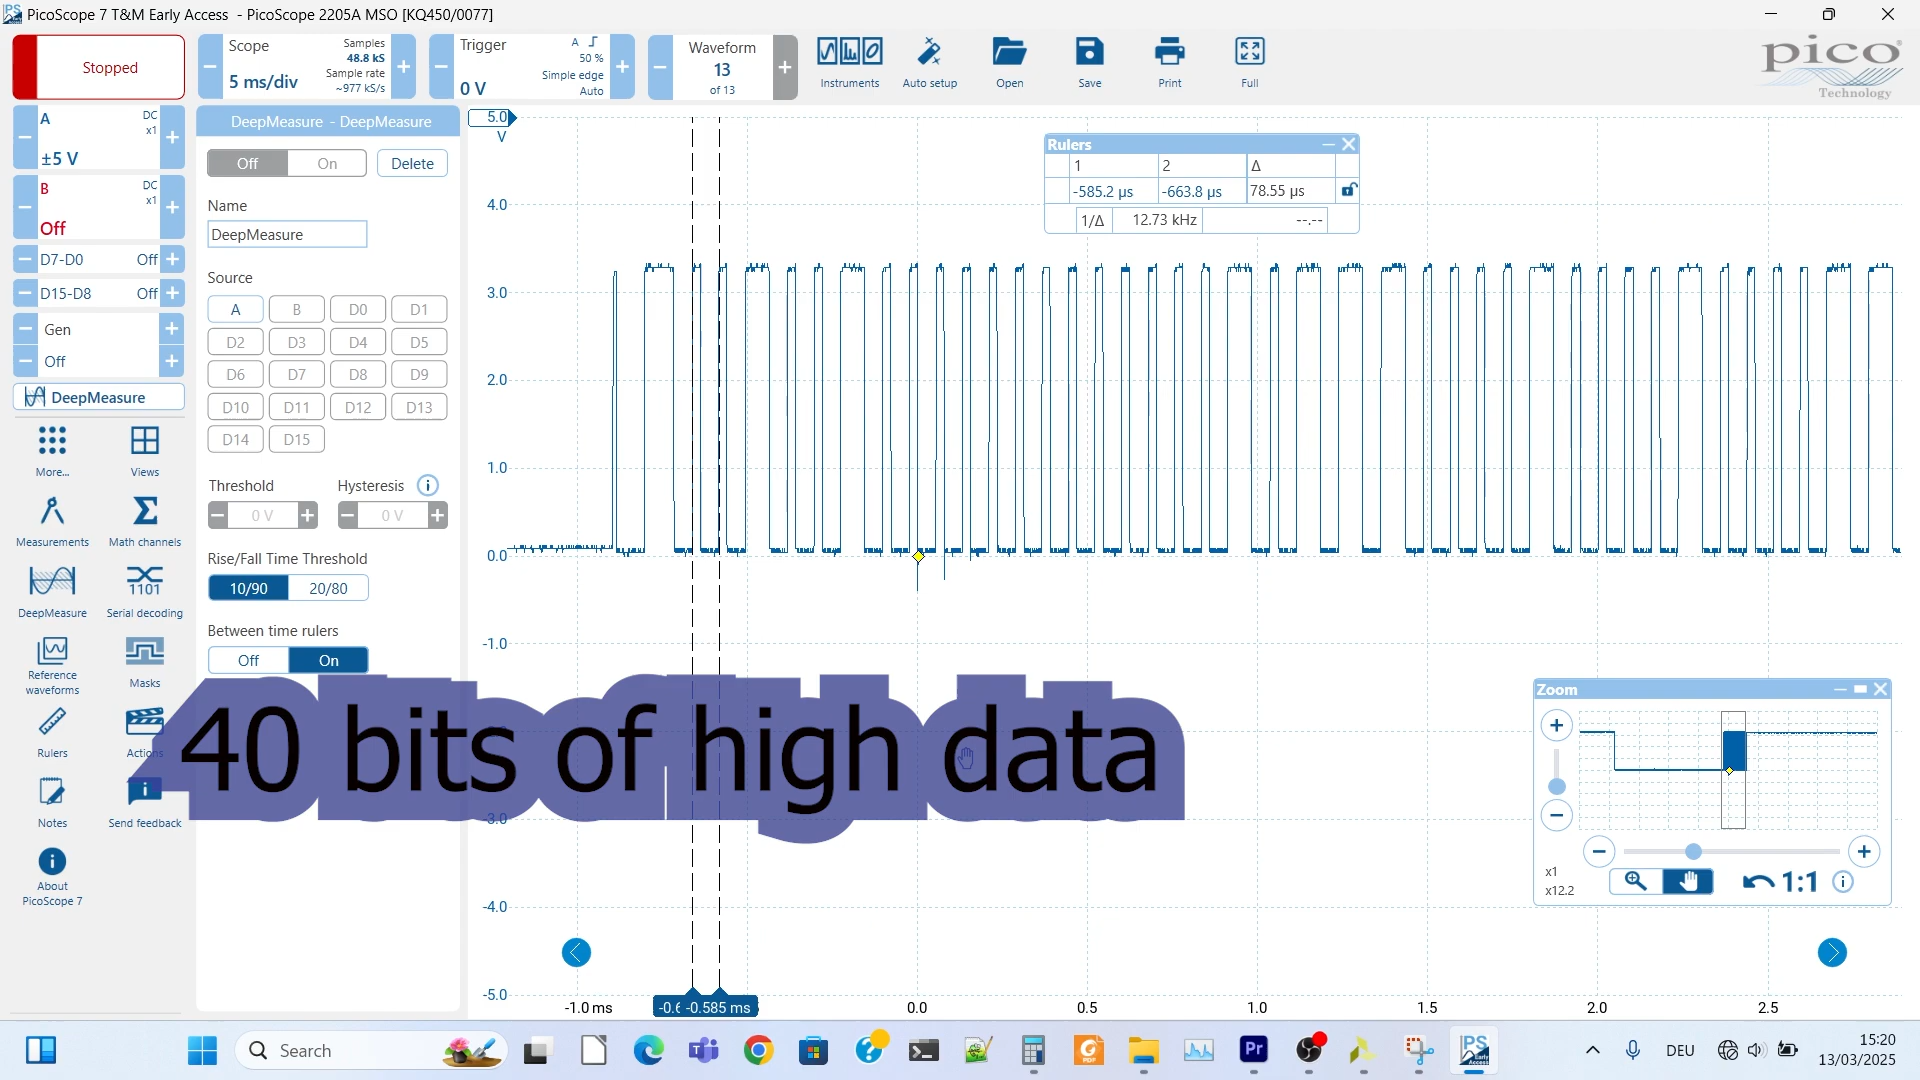 PicoScope 7 T&M Early Access - PicoScope 2205A MSO [KQ450/0077]
Stopped
Scope
5 ms/div
Samples
48.8 kS
Sample rate
~977 kS/s
Trigger
0 V
A
50 %
Simple edge
Auto
Waveform
13
of 13
Instruments
Auto setup
Open
Save
Print
Full
pico
Technology
A
DC
x1
±5 V
B
DC
x1
Off
D7-D0 Off
D15-D8 Off
Gen
Off
DeepMeasure
More...
Views
Measurements
Math channels
DeepMeasure
1101
Serial decoding
Reference
waveforms
Masks
Rulers
Actions
Notes
Send feedback
About
PicoScope 7
DeepMeasure - DeepMeasure
Off On Delete
Name
DeepMeasure
Source
A B D0 D1
D2 D3 D4 D5
D6 D7 D8 D9
D10 D11 D12 D13
D14 D15
Threshold Hysteresis
0 V 0 V
Rise/Fall Time Threshold
10/90 20/80
Between time rulers
Off On
5.0
V
4.0
3.0
2.0
1.0
0.0
-1.0
-3.0
-4.0
-5.0
-1.0 ms
-0.6 -0.585 ms
0.0 0.5 1.0 1.5 2.0 2.5
Rulers
1 2 Δ
-585.2 µs -663.8 µs 78.55 µs
1/Δ 12.73 kHz --.--
40 bits of high data
Zoom
x1
x12.2
1:1
Search
PS
Early
Access
Pr
PDF
DEU
15:20
13/03/2025